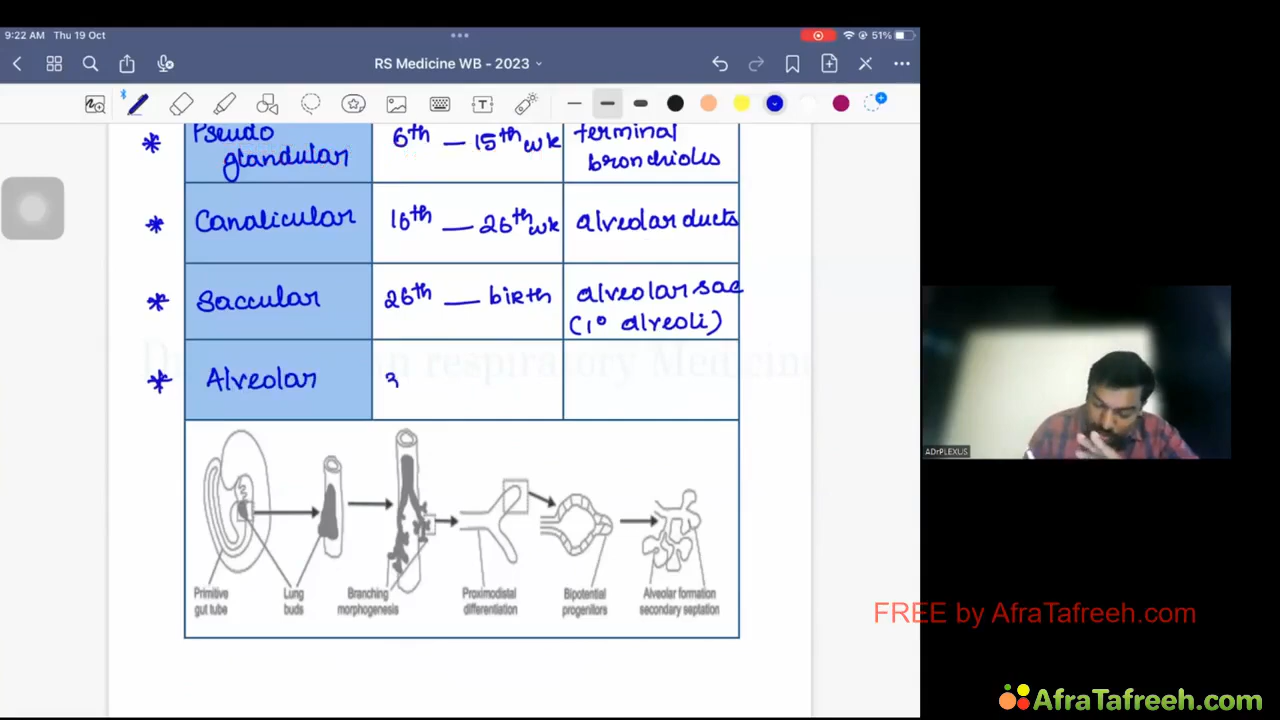 9:22 AM Thu 19 Oct
51%
RS Medicine WB - 2023
Pseudo glandular
6th — 15th wk
terminal bronchioles
* Canalicular
16th — 26th wk
alveolar ducts
* Saccular
26th — birth
alveolar sac
(1° alveoli)
* Alveolar
3
Primitive gut tube
Lung buds
Branching morphogenesis
Proximodistal differentiation
Bipotential progenitors
Alveolar formation secondary septation
ADrPLEXUS
FREE by AfraTafreeh.com
AfraTafreeh.com